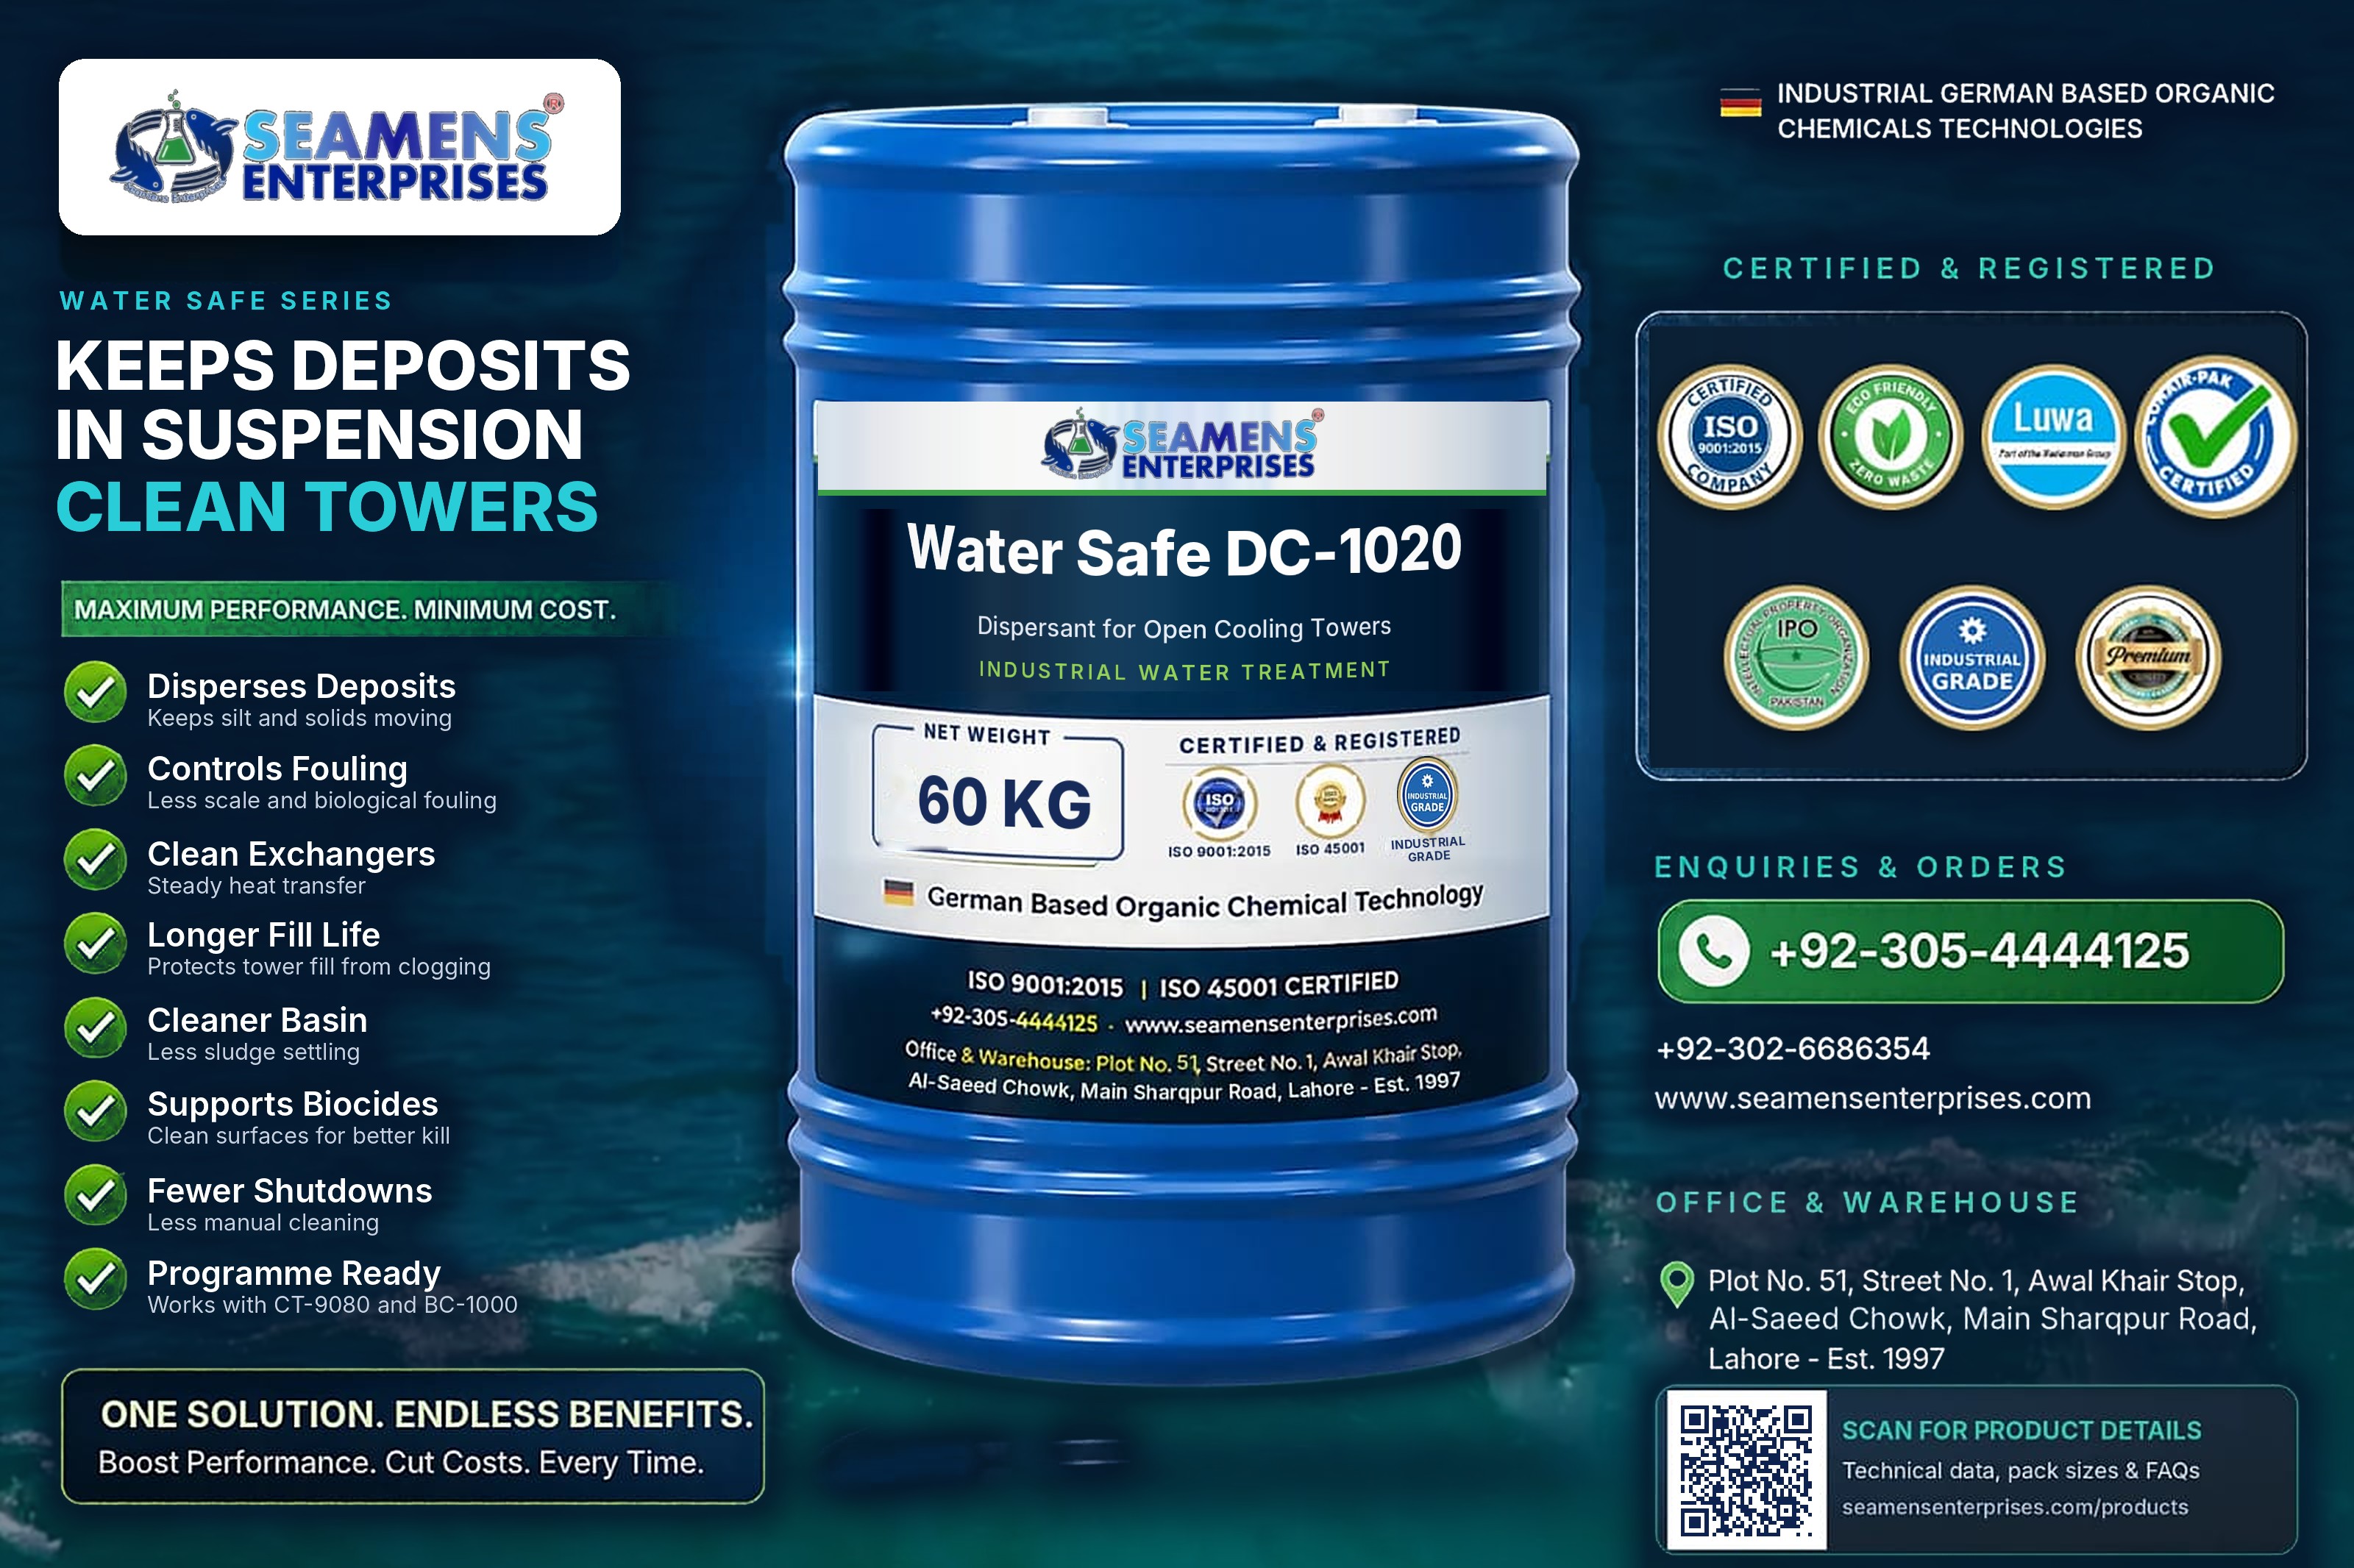 SEAMENS ®
ENTERPRISES
WATER SAFE SERIES
KEEPS DEPOSITS
IN SUSPENSION
CLEAN TOWERS
MAXIMUM PERFORMANCE. MINIMUM COST.
Disperses Deposits
Keeps silt and solids moving
Controls Fouling
Less scale and biological fouling
Clean Exchangers
Steady heat transfer
Longer Fill Life
Protects tower fill from clogging
Cleaner Basin
Less sludge settling
Supports Biocides
Clean surfaces for better kill
Fewer Shutdowns
Less manual cleaning
Programme Ready
Works with CT-9080 and BC-1000
ONE SOLUTION. ENDLESS BENEFITS.
Boost Performance. Cut Costs. Every Time.
SEAMENS ®
ENTERPRISES
Water Safe DC-1020
Dispersant for Open Cooling Towers
INDUSTRIAL WATER TREATMENT
NET WEIGHT
60 KG
CERTIFIED & REGISTERED
ISO
INDUSTRIAL
GRADE
ISO 9001:2015
ISO 45001
INDUSTRIAL
GRADE
German Based Organic Chemical Technology
ISO 9001:2015 | ISO 45001 CERTIFIED
+92-305-4444125 · www.seamensenterprises.com
Office & Warehouse: Plot No. 51, Street No. 1, Awal Khair Stop,
Al-Saeed Chowk, Main Sharqpur Road, Lahore - Est. 1997
INDUSTRIAL GERMAN BASED ORGANIC
CHEMICALS TECHNOLOGIES
CERTIFIED & REGISTERED
CERTIFIED
ISO
9001:2015
COMPANY
ECO FRIENDLY
ZERO WASTE
Luwa
Part of the Group
AIR-PAK
CERTIFIED
INTELLECTUAL PROPERTY ORGANIZATION
IPO
PAKISTAN
INDUSTRIAL
GRADE
Premium
ENQUIRIES & ORDERS
+92-305-4444125
+92-302-6686354
www.seamensenterprises.com
OFFICE & WAREHOUSE
Plot No. 51, Street No. 1, Awal Khair Stop,
Al-Saeed Chowk, Main Sharqpur Road,
Lahore - Est. 1997
SCAN FOR PRODUCT DETAILS
Technical data, pack sizes & FAQs
seamensenterprises.com/products